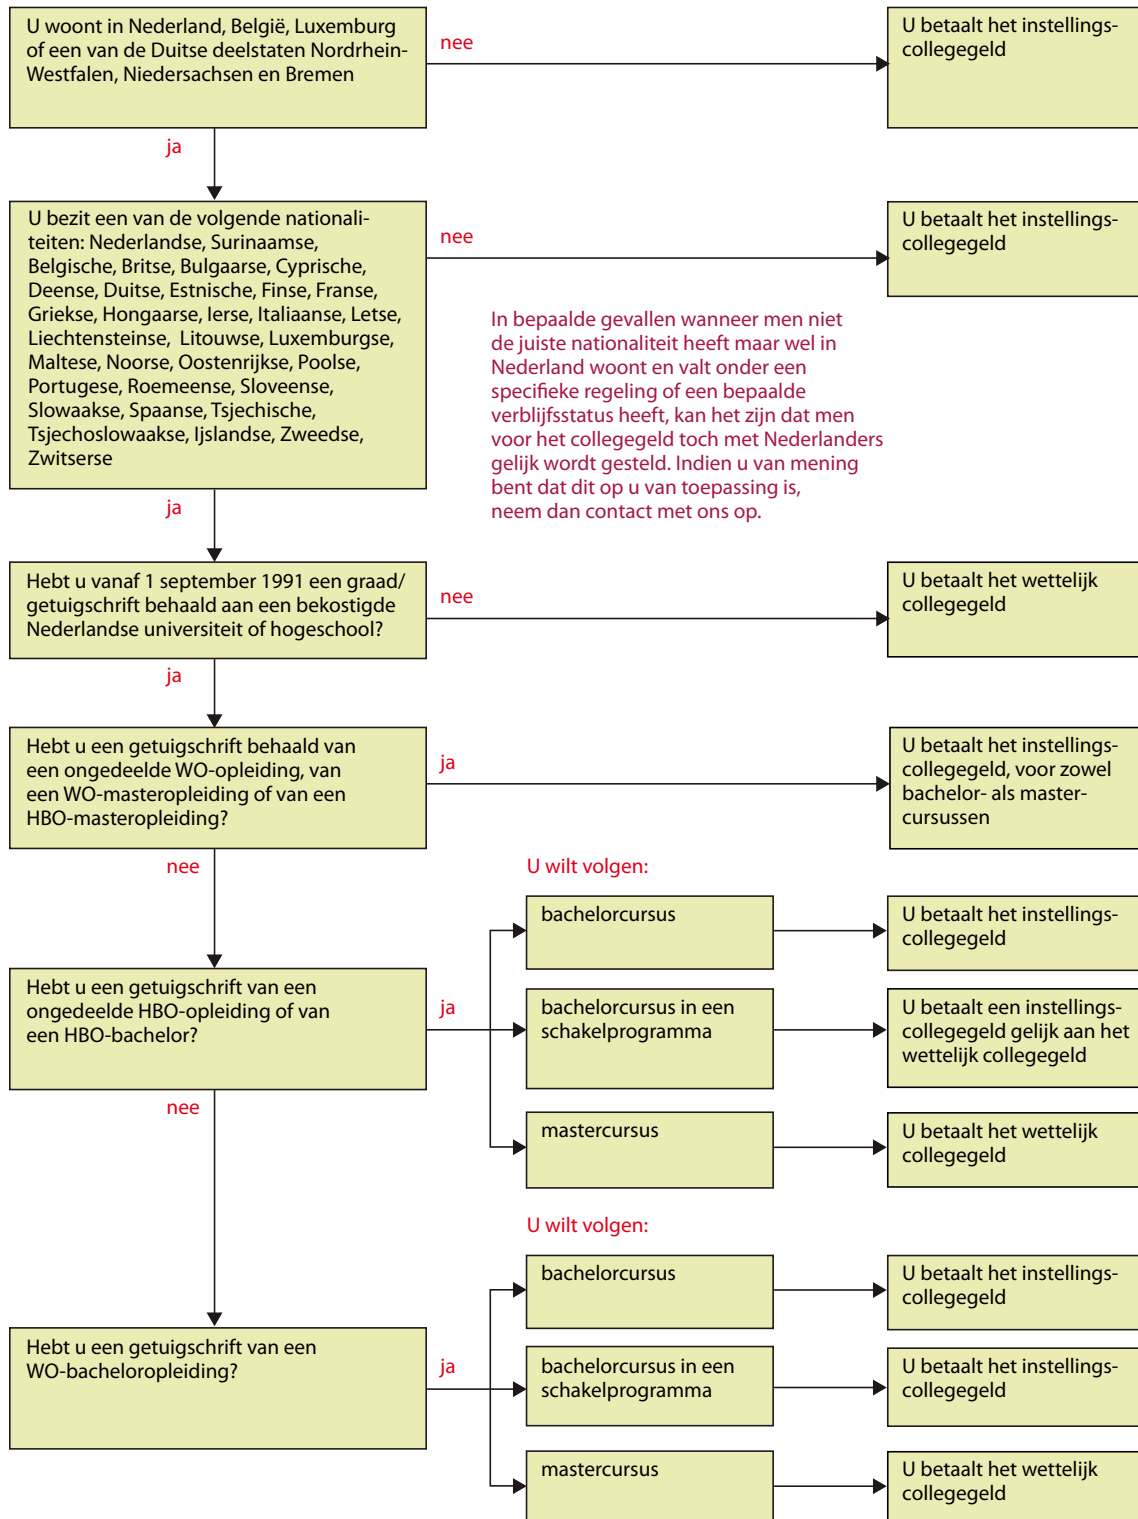 U woont in Nederland, België, Luxemburg
of een van de Duitse deelstaten Nordrhein-
Westfalen, Niedersachsen en Bremen
nee
U betaalt het instellings-
collegegeld
ja
U bezit een van de volgende nationali-
teiten: Nederlandse, Surinaamse,
Belgische, Britse, Bulgaarse, Cyprische,
Deense, Duitse, Estnische, Finse, Franse,
Griekse, Hongaarse, Ierse, Italiaanse, Letse,
Liechtensteinse, Litouwse, Luxemburgse,
Maltese, Noorse, Oostenrijkse, Poolse,
Portugese, Roemeense, Sloveense,
Slowaakse, Spaanse, Tsjechische,
Tsjechoslowaakse, Ijslandse, Zweedse,
Zwitserse
nee
U betaalt het instellings-
collegegeld
In bepaalde gevallen wanneer men niet
de juiste nationaliteit heeft maar wel in
Nederland woont en valt onder een
specifieke regeling of een bepaalde
verblijfsstatus heeft, kan het zijn dat men
voor het collegegeld toch met Nederlanders
gelijk wordt gesteld. Indien u van mening
bent dat dit op u van toepassing is,
neem dan contact met ons op.
ja
Hebt u vanaf 1 september 1991 een graad/
getuigschrift behaald aan een bekostigde
Nederlandse universiteit of hogeschool?
nee
U betaalt het wettelijk
collegegeld
ja
Hebt u een getuigschrift behaald van
een ongedeelde WO-opleiding, van
een WO-masteropleiding of van een
HBO-masteropleiding?
ja
U betaalt het instellings-
collegegeld, voor zowel
bachelor- als master-
cursussen
nee
U wilt volgen:
Hebt u een getuigschrift van een
ongedeelde HBO-opleiding of van
een HBO-bachelor?
ja
bachelorcursus
U betaalt het instellings-
collegegeld
bachelorcursus in een
schakelprogramma
U betaalt een instellings-
collegegeld gelijk aan het
wettelijk collegegeld
mastercursus
U betaalt het wettelijk
collegegeld
nee
U wilt volgen:
Hebt u een getuigschrift van een
WO-bacheloropleiding?
ja
bachelorcursus
U betaalt het instellings-
collegegeld
bachelorcursus in een
schakelprogramma
U betaalt het instellings-
collegegeld
mastercursus
U betaalt het wettelijk
collegegeld